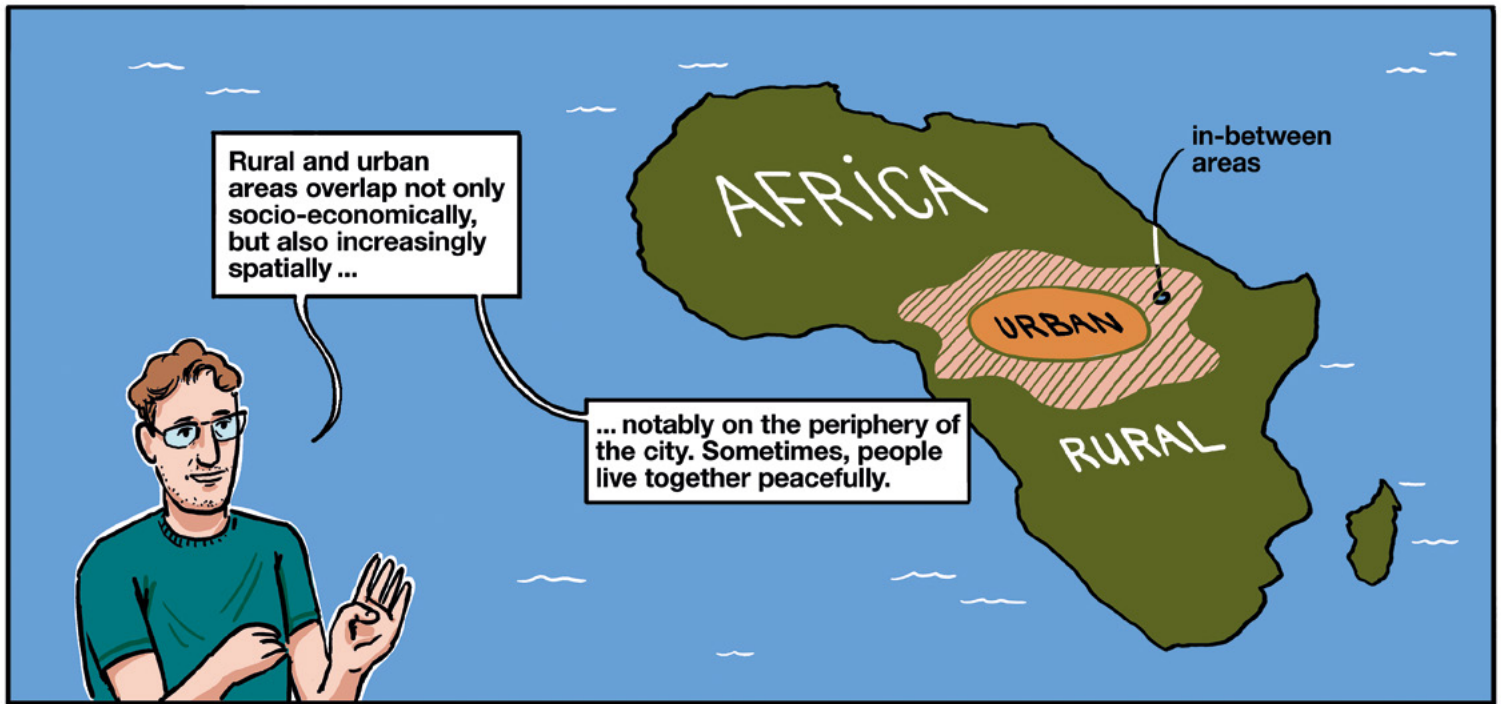 Rural and urban
areas overlap not only
socio-economically,
but also increasingly
spatially ...
... notably on the periphery of
the city. Sometimes, people
live together peacefully.
AFRiCA
in-between
areas
URBAN
RURAL